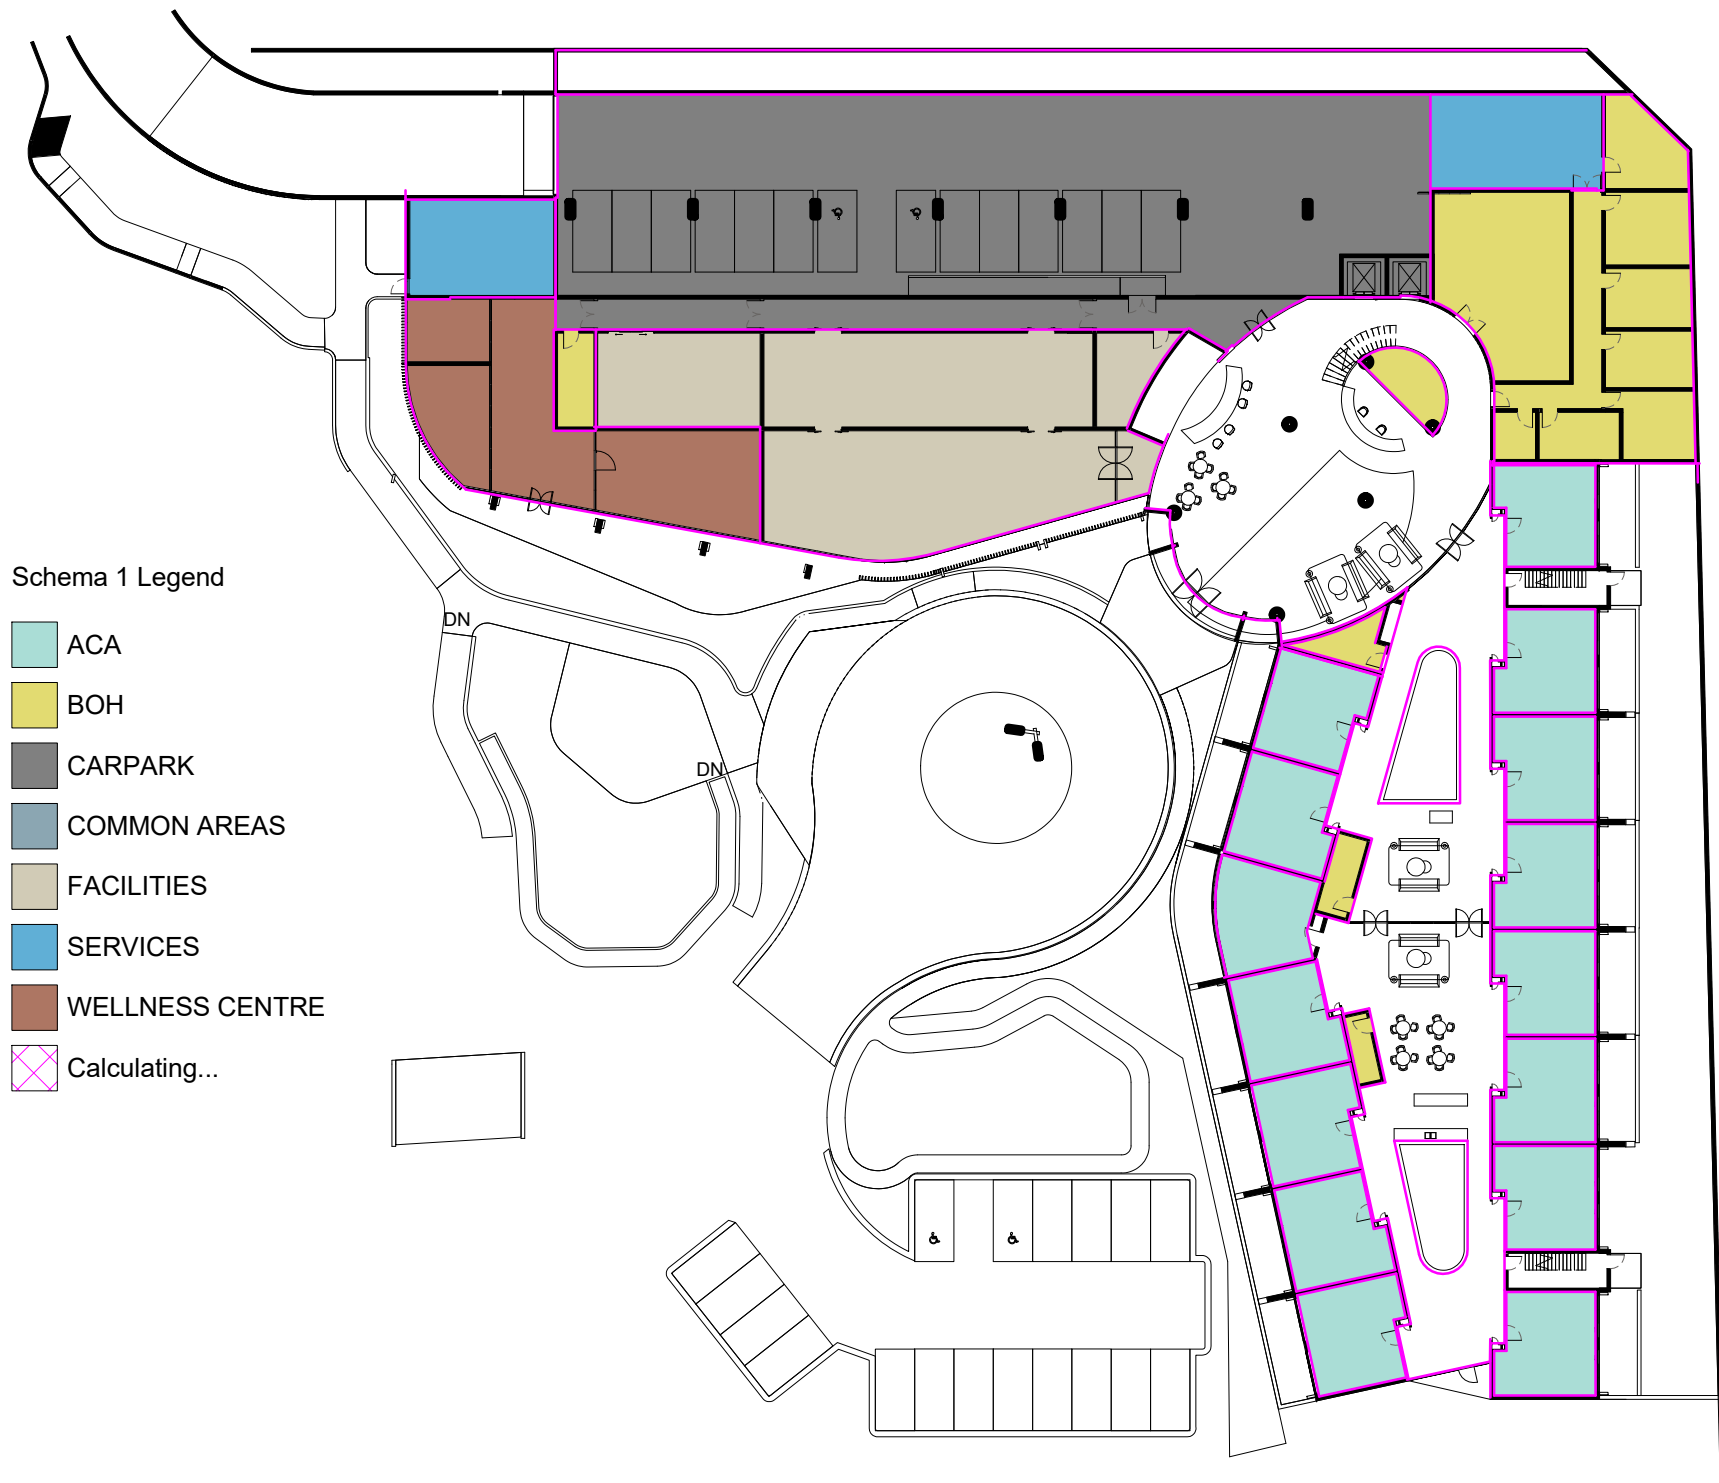 Schema 1 Legend
ACA
BOH
CARPARK
COMMON AREAS
FACILITIES
SERVICES
WELLNESS CENTRE
Calculating...
DN
DN